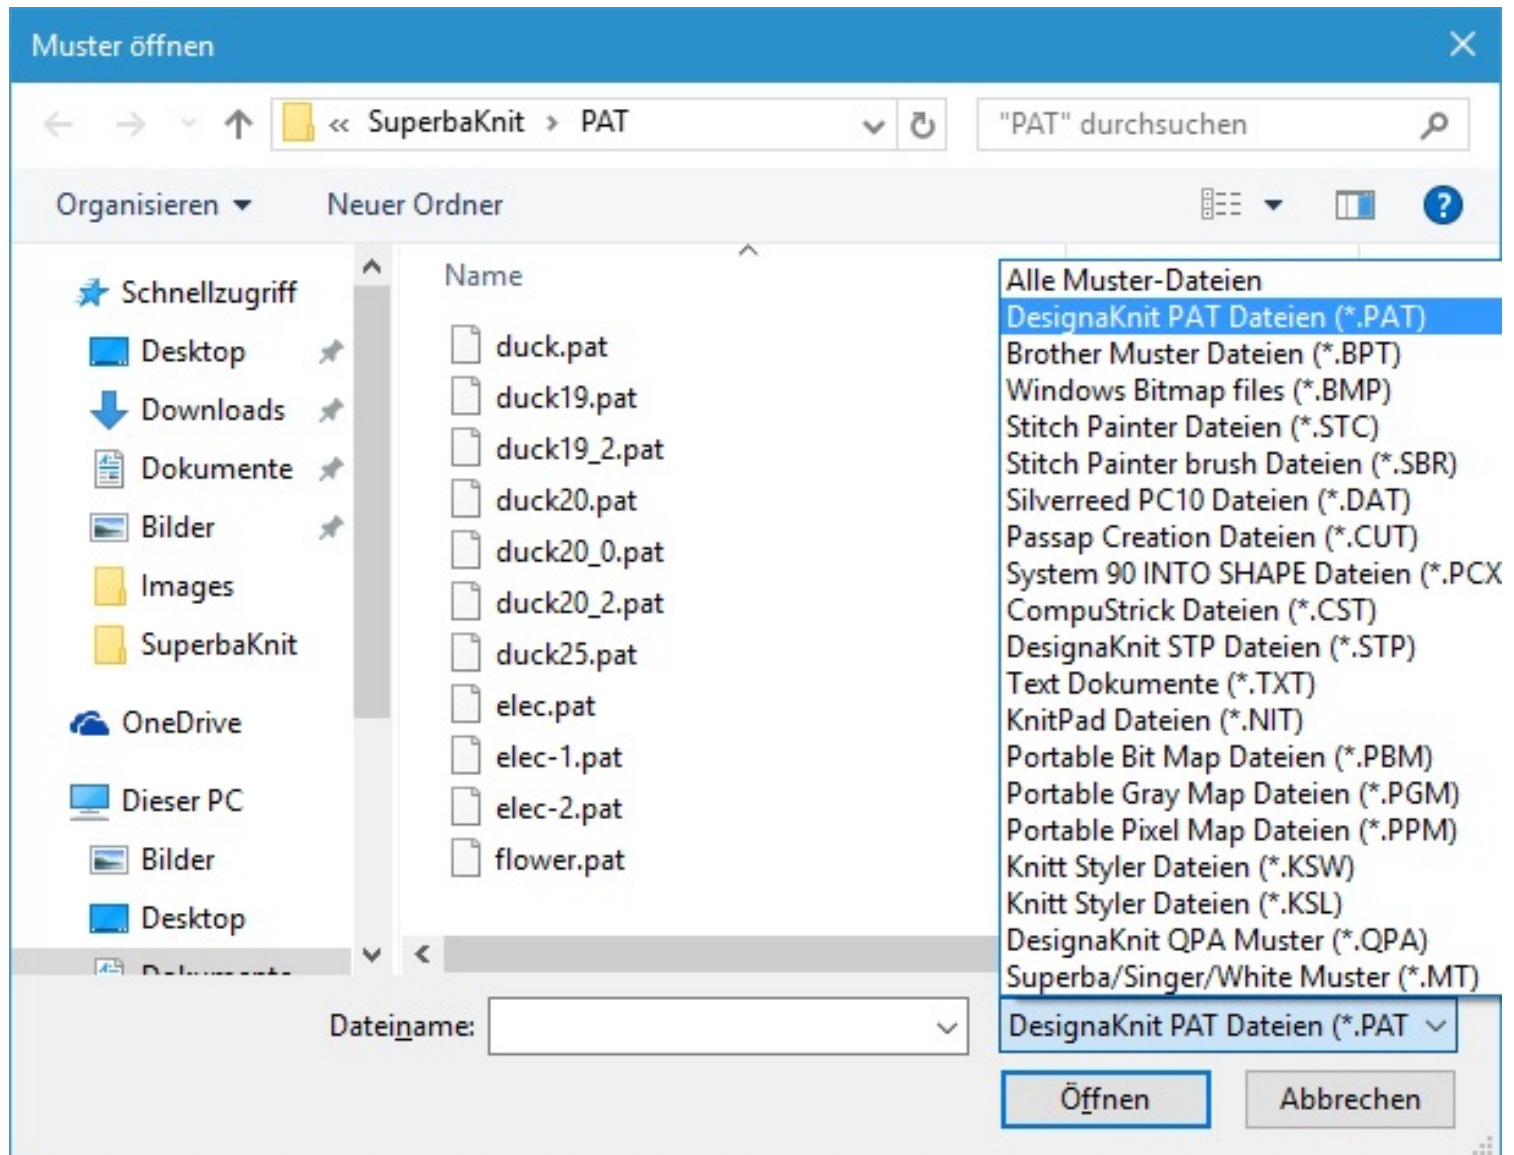 Muster öffnen
« SuperbaKnit > PAT
"PAT" durchsuchen
Organisieren
Neuer Ordner
Schnellzugriff
Desktop
Downloads
Dokumente
Bilder
Images
SuperbaKnit
OneDrive
Dieser PC
Bilder
Desktop
Dokumente
Name
duck.pat
duck19.pat
duck19_2.pat
duck20.pat
duck20_0.pat
duck20_2.pat
duck25.pat
elec.pat
elec-1.pat
elec-2.pat
flower.pat
Alle Muster-Dateien
DesignaKnit PAT Dateien (*.PAT)
Brother Muster Dateien (*.BPT)
Windows Bitmap files (*.BMP)
Stitch Painter Dateien (*.STC)
Stitch Painter brush Dateien (*.SBR)
Silverreed PC10 Dateien (*.DAT)
Passap Creation Dateien (*.CUT)
System 90 INTO SHAPE Dateien (*.PCX
CompuStrick Dateien (*.CST)
DesignaKnit STP Dateien (*.STP)
Text Dokumente (*.TXT)
KnitPad Dateien (*.NIT)
Portable Bit Map Dateien (*.PBM)
Portable Gray Map Dateien (*.PGM)
Portable Pixel Map Dateien (*.PPM)
Knitt Styler Dateien (*.KSW)
Knitt Styler Dateien (*.KSL)
DesignaKnit QPA Muster (*.QPA)
Superba/Singer/White Muster (*.MT)
Dateiname:
DesignaKnit PAT Dateien (*.PAT
Öffnen
Abbrechen